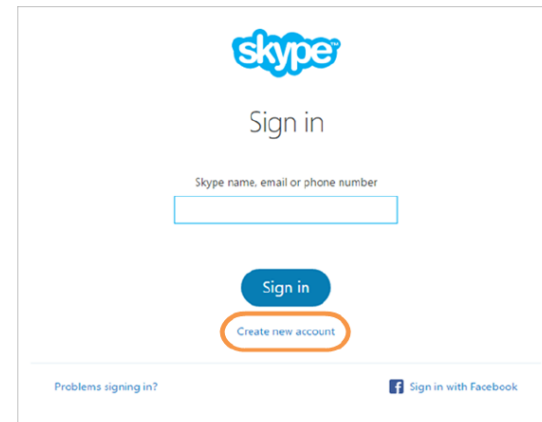 skype™
Sign in
Skype name, email or phone number
Sign in
Create new account
Problems signing in?
Sign in with Facebook